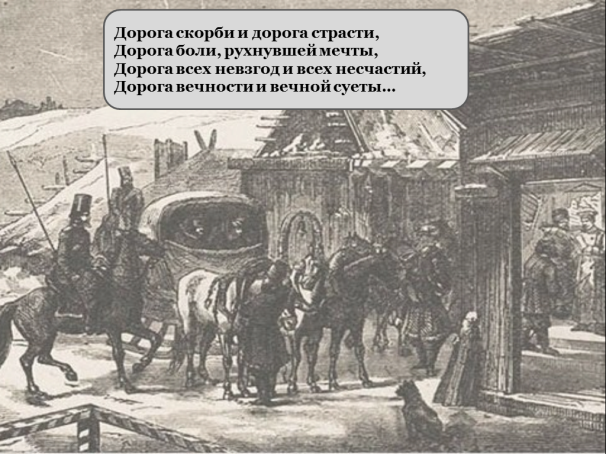 Дорога скорби и дорога страсти,
Дорога боли, рухнувшей мечты,
Дорога всех невзгод и всех несчастий,
Дорога вечности и вечной суеты...